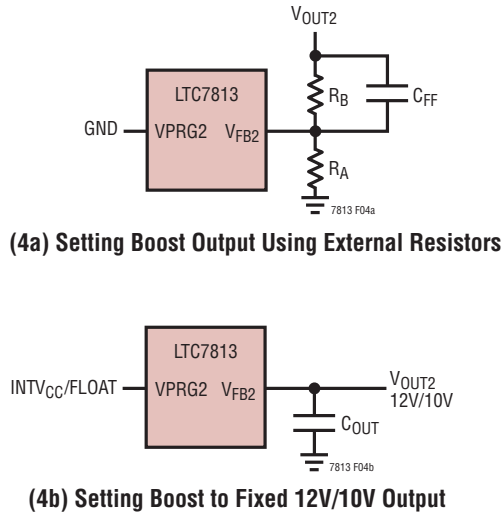 VOUT2
LTC7813
RB
CFF
GND
VPRG2 VFB2
RA
7813 F04a
(4a) Setting Boost Output Using External Resistors
LTC7813
INTVCC/FLOAT
VPRG2 VFB2
VOUT2
12V/10V
COUT
7813 F04b
(4b) Setting Boost to Fixed 12V/10V Output